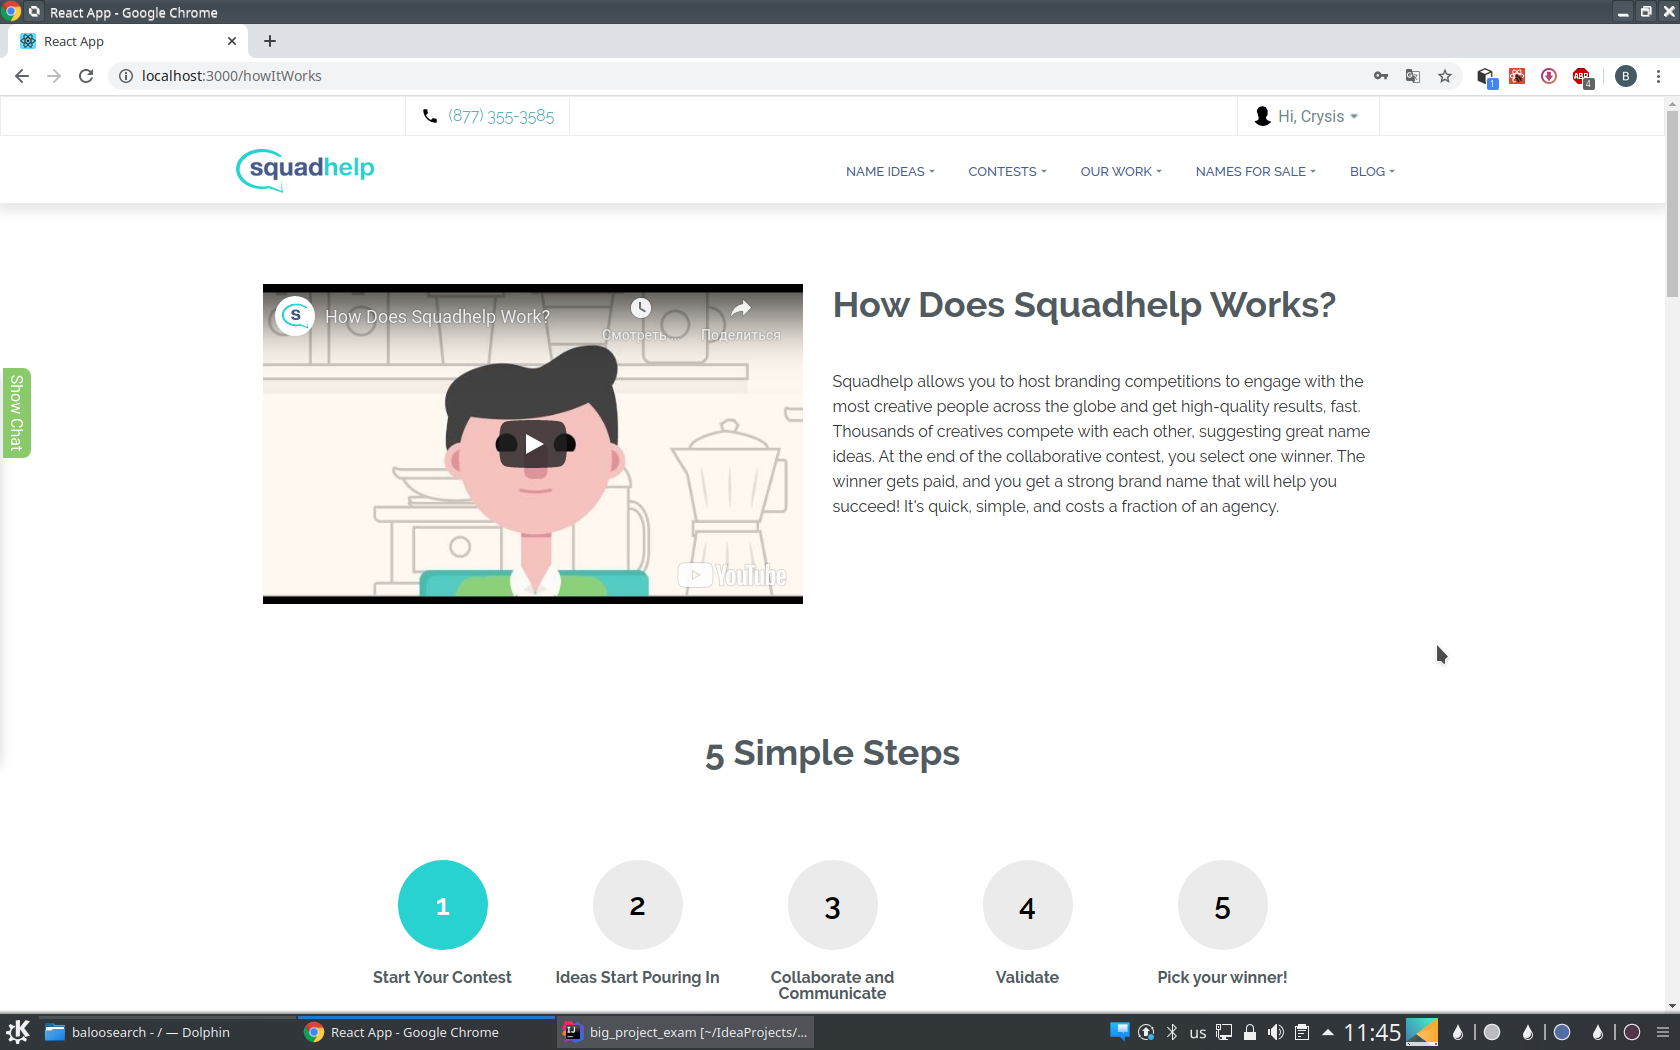 React App - Google Chrome
React App
localhost:3000/howItWorks
1
ABP
4
B
(877) 355-3585
Hi, Crysis
squadhelp
NAME IDEAS
CONTESTS
OUR WORK
NAMES FOR SALE
BLOG
Show Chat
S
How Does Squadhelp Work?
Смотреть ...
Поделиться
YouTube
How Does Squadhelp Works?
Squadhelp allows you to host branding competitions to engage with the
most creative people across the globe and get high-quality results, fast.
Thousands of creatives compete with each other, suggesting great name
ideas. At the end of the collaborative contest, you select one winner. The
winner gets paid, and you get a strong brand name that will help you
succeed! It's quick, simple, and costs a fraction of an agency.
5 Simple Steps
1
2
3
4
5
Start Your Contest
Ideas Start Pouring In
Collaborate and
Communicate
Validate
Pick your winner!
baloosearch - / — Dolphin
React App - Google Chrome
IJ
big_project_exam [~/IdeaProjects/...
us
11:45